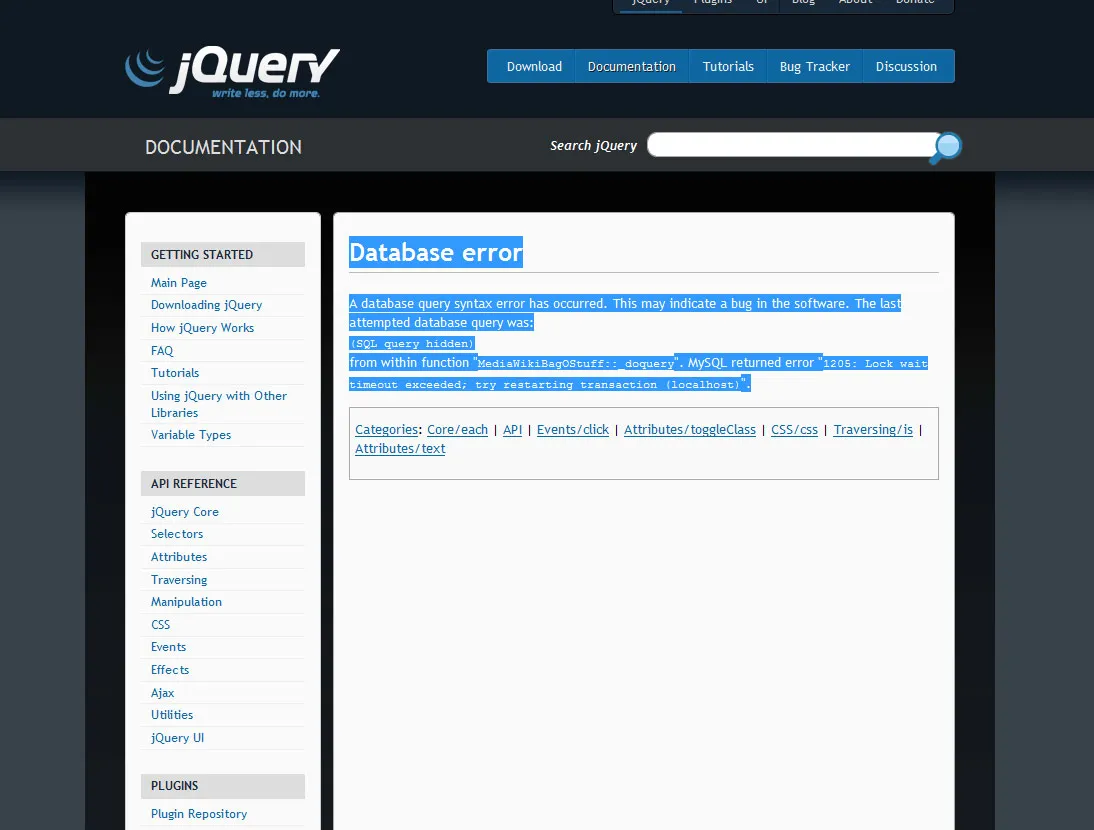 jQuery Plugins UI Blog About Donate
jQuery
write less, do more.
Download Documentation Tutorials Bug Tracker Discussion
DOCUMENTATION
Search jQuery
GETTING STARTED
Main Page
Downloading jQuery
How jQuery Works
FAQ
Tutorials
Using jQuery with Other
Libraries
Variable Types
API REFERENCE
jQuery Core
Selectors
Attributes
Traversing
Manipulation
CSS
Events
Effects
Ajax
Utilities
jQuery UI
PLUGINS
Plugin Repository
Database error
A database query syntax error has occurred. This may indicate a bug in the software. The last
attempted database query was:
(SQL query hidden)
from within function "MediaWikiBagOStuff::_doquery". MySQL returned error "1205: Lock wait
timeout exceeded; try restarting transaction (localhost)".
Categories: Core/each | API | Events/click | Attributes/toggleClass | CSS/css | Traversing/is |
Attributes/text